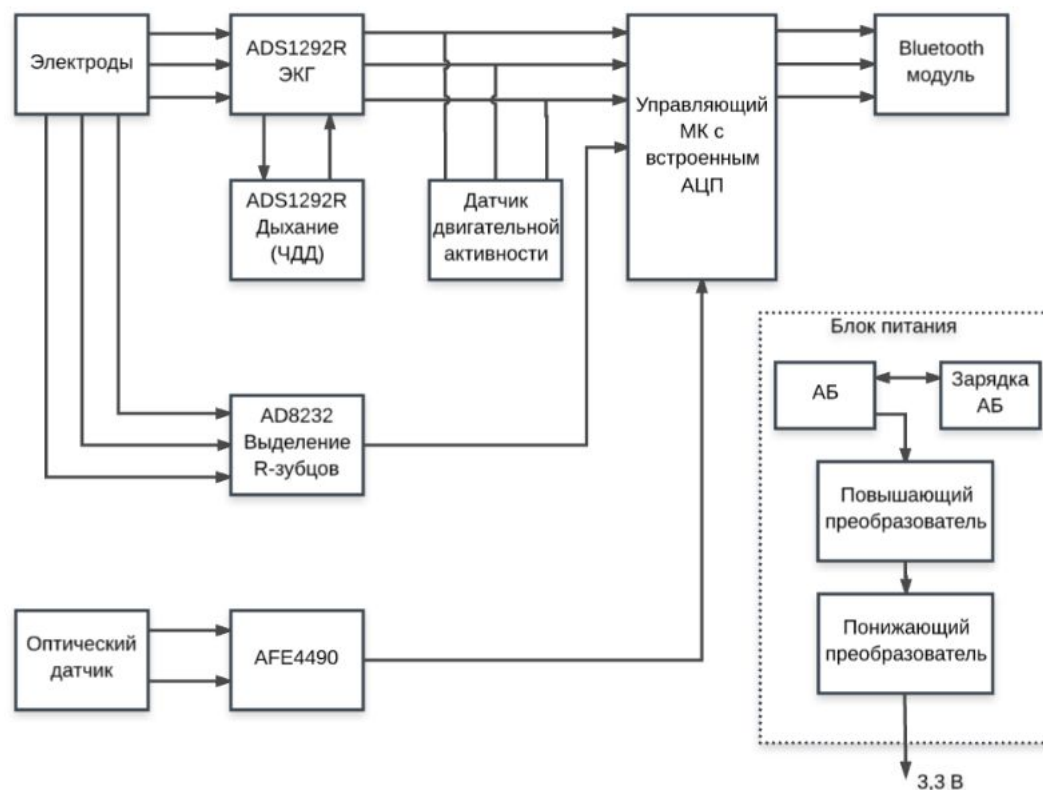 Электроды
ADS1292R
ЭКГ
Управляющий
МК с
встроенным
АЦП
Bluetooth
модуль
ADS1292R
Дыхание
(ЧДД)
Датчик
двигательной
активности
AD8232
Выделение
R-зубцов
Оптический
датчик
AFE4490
Блок питания
АБ
Зарядка
АБ
Повышающий
преобразователь
Понижающий
преобразователь
3,3 В